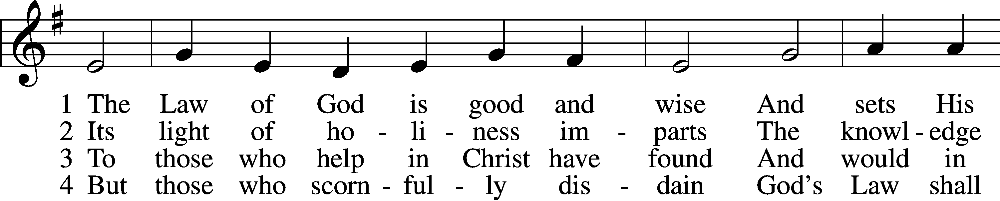 1 The Law of God is good and wise And sets His
2 Its light of ho - li - ness im - parts The knowl - edge
3 To those who help in Christ have found And would in
4 But those who scorn - ful - ly dis - dain God's Law shall